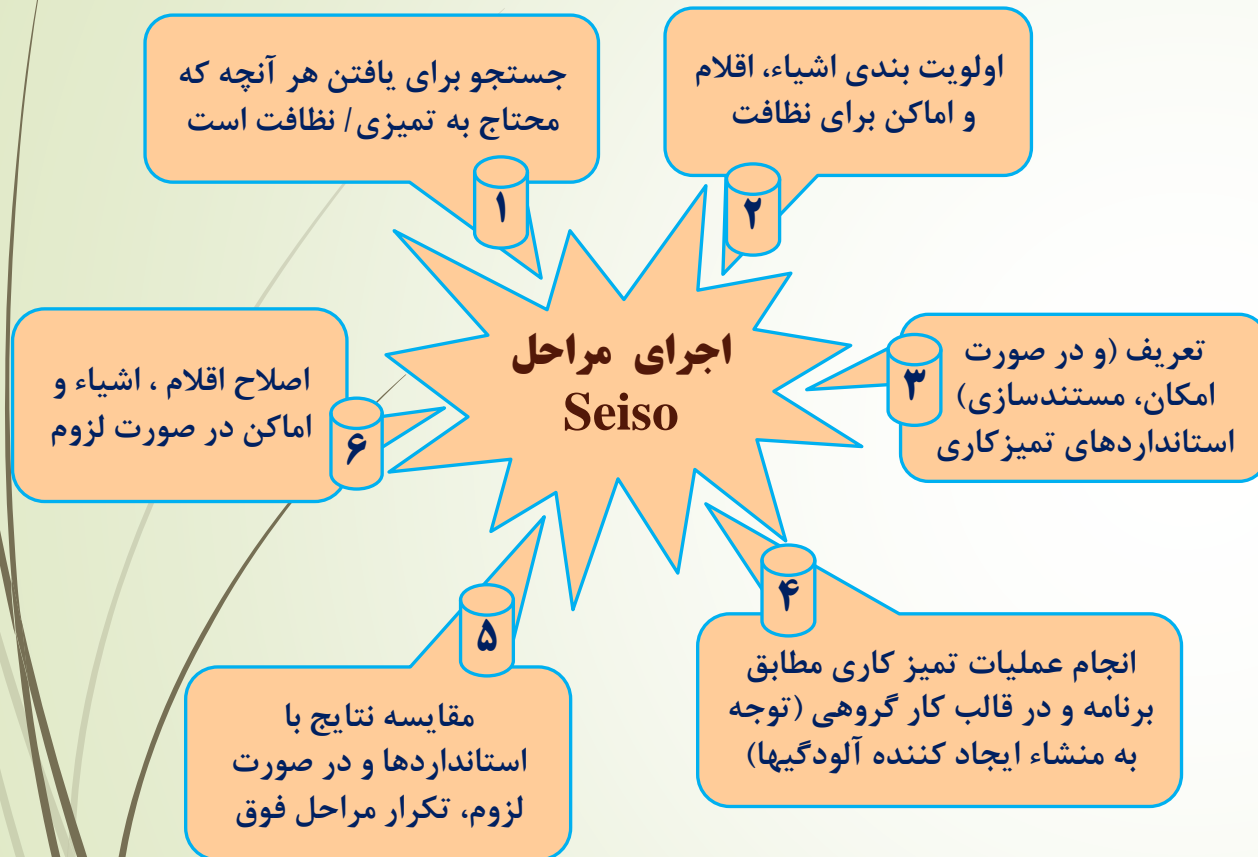 جستجو برای یافتن هر آنچه که
محتاج به تمیزی/ نظافت است
۱
اولویت بندی اشیاء، اقلام
و اماکن برای نظافت
۲
اجرای مراحل
Seiso
تعریف (و در صورت
امکان، مستندسازی)
استانداردهای تمیزکاری
۳
انجام عملیات تمیز کاری مطابق
برنامه و در قالب کار گروهی (توجه
به منشاء ایجاد کننده آلودگیها)
۴
مقایسه نتایج با
استانداردها و در صورت
لزوم، تکرار مراحل فوق
۵
اصلاح اقلام ، اشیاء و
اماکن در صورت لزوم
۶